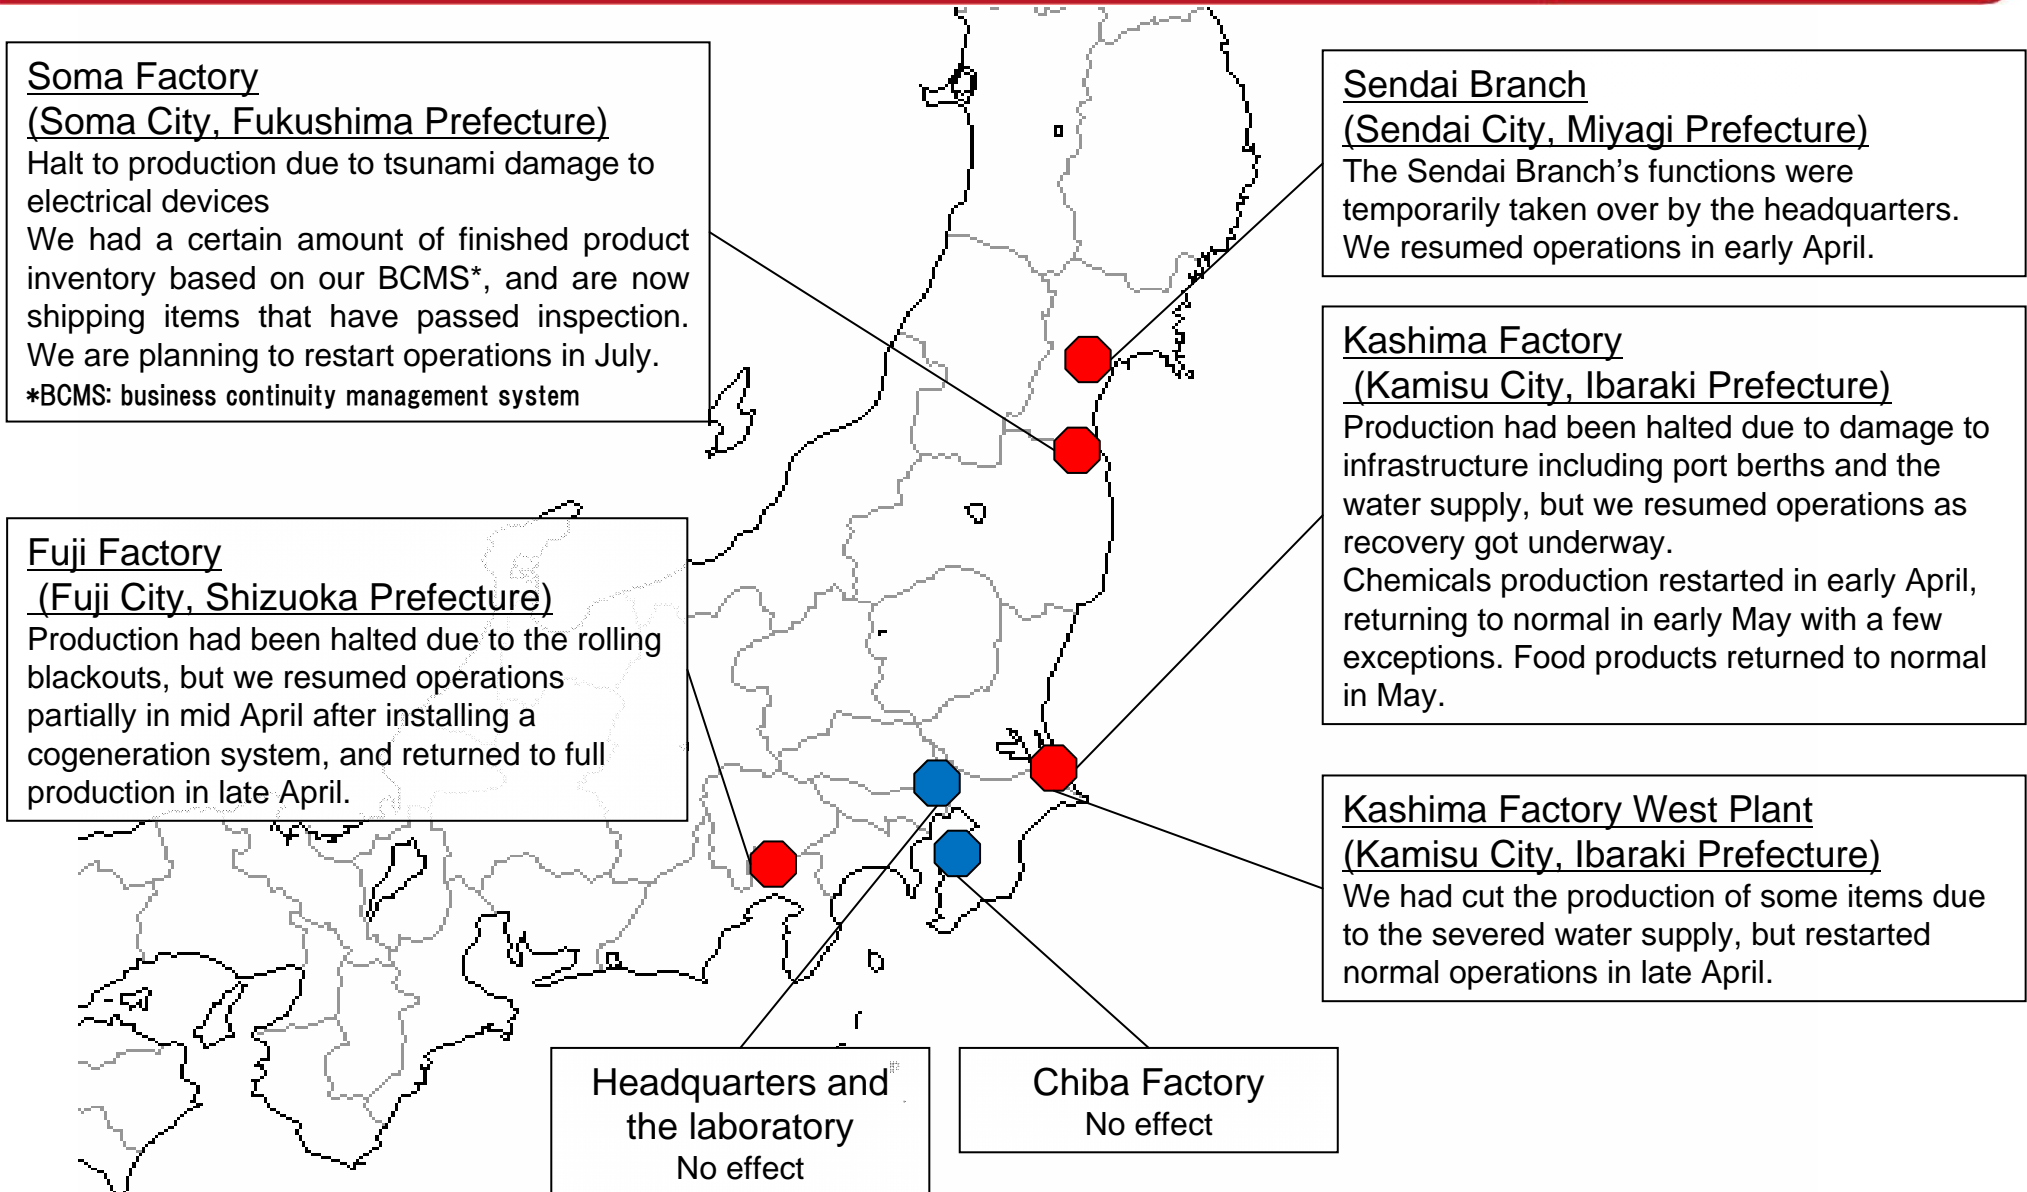 Soma Factory
(Soma City, Fukushima Prefecture)
Halt to production due to tsunami damage to
electrical devices
We had a certain amount of finished product
inventory based on our BCMS*, and are now
shipping items that have passed inspection.
We are planning to restart operations in July.
*BCMS: business continuity management system
Fuji Factory
(Fuji City, Shizuoka Prefecture)
Production had been halted due to the rolling
blackouts, but we resumed operations
partially in mid April after installing a
cogeneration system, and returned to full
production in late April.
Sendai Branch
(Sendai City, Miyagi Prefecture)
The Sendai Branch’s functions were
temporarily taken over by the headquarters.
We resumed operations in early April.
Kashima Factory
(Kamisu City, Ibaraki Prefecture)
Production had been halted due to damage to
infrastructure including port berths and the
water supply, but we resumed operations as
recovery got underway.
Chemicals production restarted in early April,
returning to normal in early May with a few
exceptions. Food products returned to normal
in May.
Kashima Factory West Plant
(Kamisu City, Ibaraki Prefecture)
We had cut the production of some items due
to the severed water supply, but restarted
normal operations in late April.
Headquarters and
the laboratory
No effect
Chiba Factory
No effect